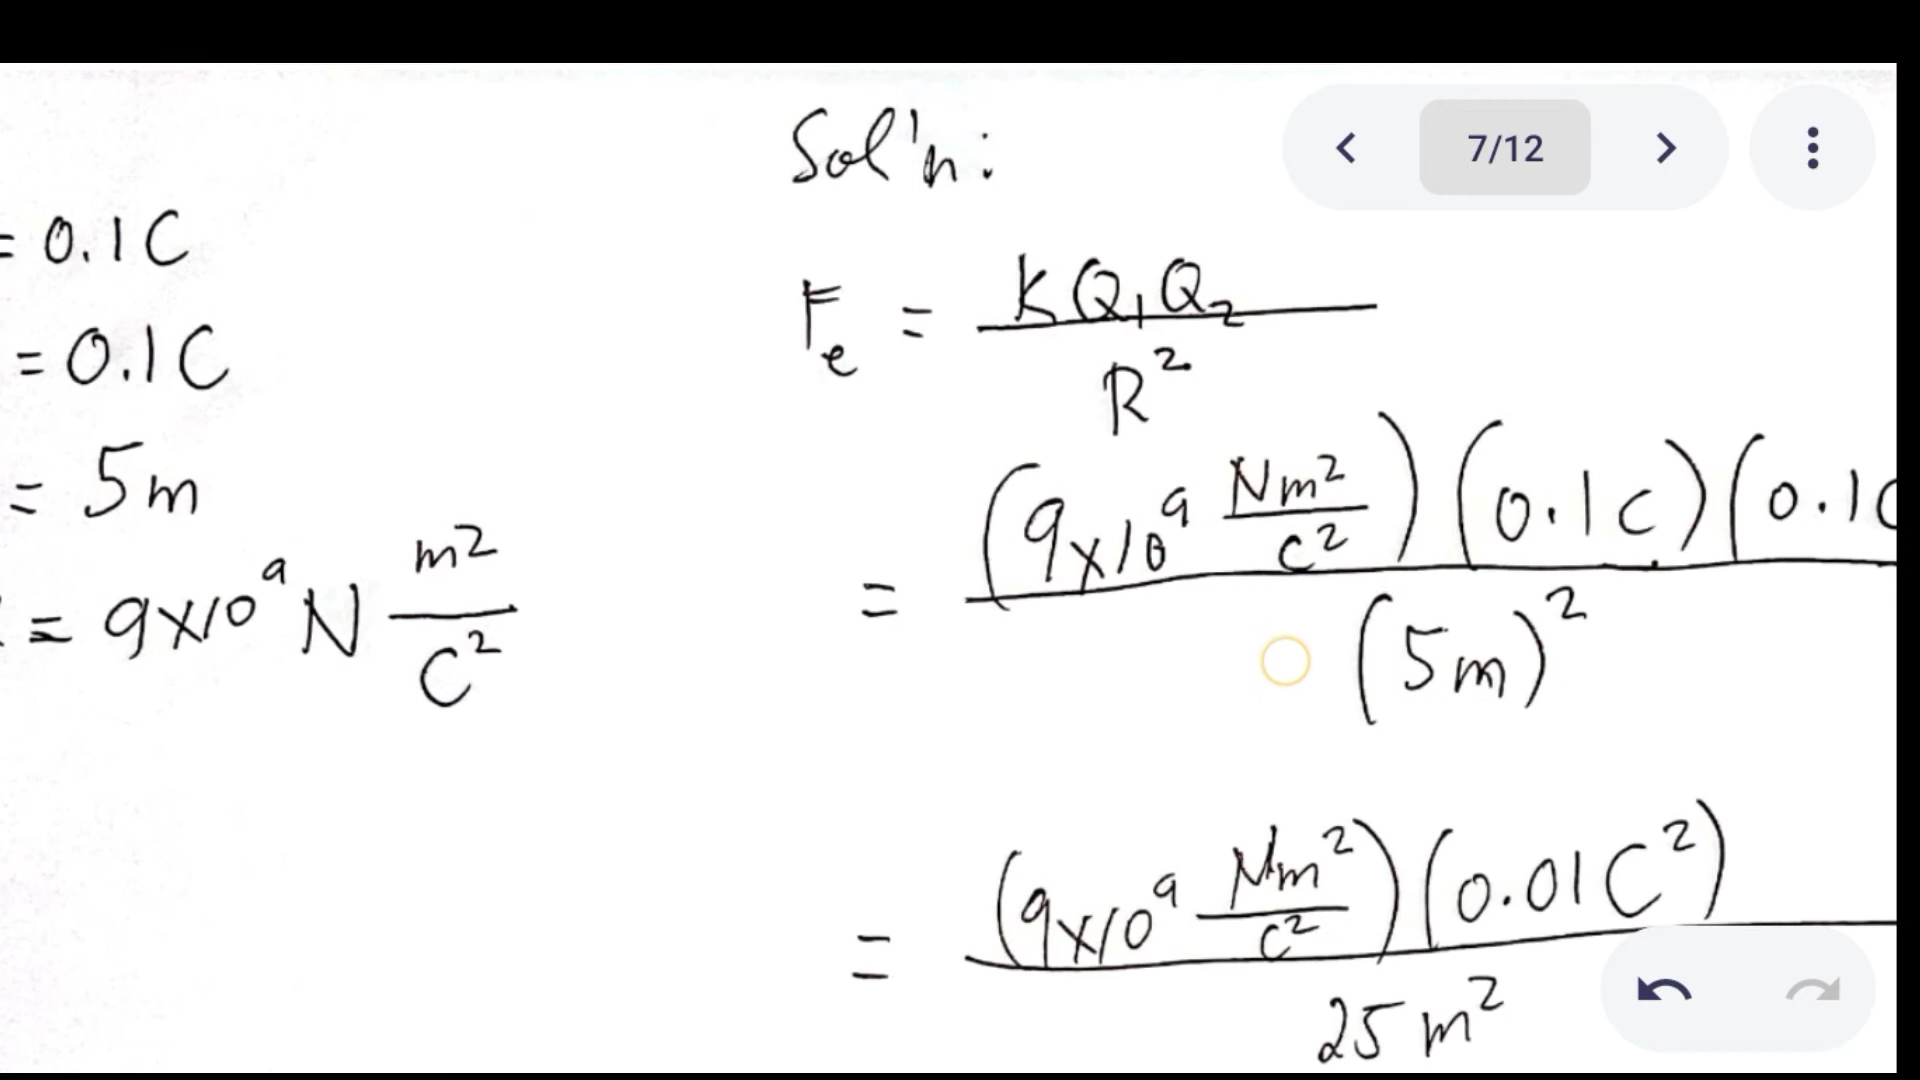 Sol'n:
7/12
= 0.1C
= 0.1C
= 5m
= 9x10⁹ N m²/C²
Fe = KQ₁Q₂/R²
= (9x10⁹ Nm²/C²)(0.1C)(0.1C
(5m)²
= (9x10⁹ Nm²/C²)(0.01C²)
25m²